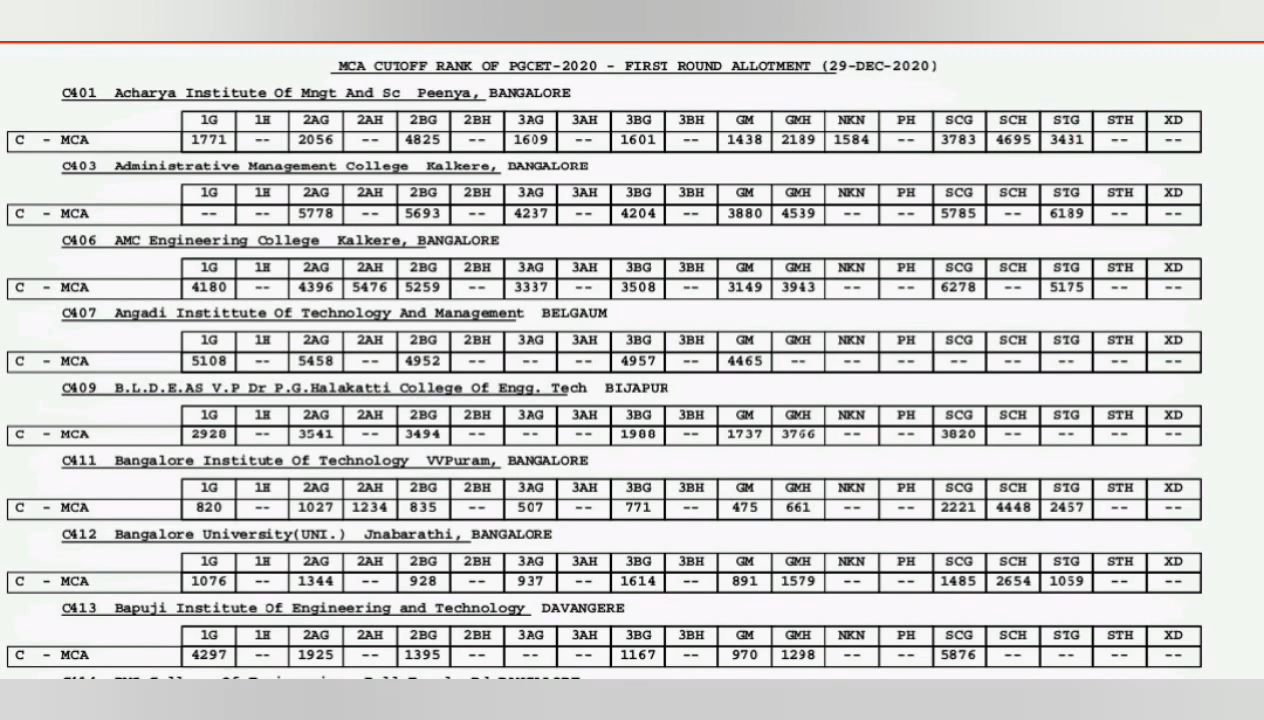 MCA CUTOFF RANK OF PGCET-2020 - FIRST ROUND ALLOTMENT (29-DEC-2020)
C401 Acharya Institute Of Mngt And Sc Peenya, BANGALORE
1G 1H 2AG 2AH 2BG 2BH 3AG 3AH 3BG 3BH GM GMH NKN PH SCG SCH STG STH XD
C - MCA 1771 -- 2056 -- 4825 -- 1609 -- 1601 -- 1438 2189 1584 -- 3783 4695 3431 -- --
C403 Administrative Management College Kalkere, BANGALORE
1G 1H 2AG 2AH 2BG 2BH 3AG 3AH 3BG 3BH GM GMH NKN PH SCG SCH STG STH XD
C - MCA -- -- 5778 -- 5693 -- 4237 -- 4204 -- 3880 4539 -- -- 5785 -- 6189 -- --
C406 AMC Engineering College Kalkere, BANGALORE
1G 1H 2AG 2AH 2BG 2BH 3AG 3AH 3BG 3BH GM GMH NKN PH SCG SCH STG STH XD
C - MCA 4180 -- 4396 5476 5259 -- 3337 -- 3508 -- 3149 3943 -- -- 6278 -- 5175 -- --
C407 Angadi Instittute Of Technology And Management BELGAUM
1G 1H 2AG 2AH 2BG 2BH 3AG 3AH 3BG 3BH GM GMH NKN PH SCG SCH STG STH XD
C - MCA 5108 -- 5458 -- 4952 -- -- -- 4957 -- 4465 -- -- -- -- -- -- -- --
C409 B.L.D.E.AS V.P Dr P.G.Halakatti College Of Engg. Tech BIJAPUR
1G 1H 2AG 2AH 2BG 2BH 3AG 3AH 3BG 3BH GM GMH NKN PH SCG SCH STG STH XD
C - MCA 2928 -- 3541 -- 3494 -- -- -- 1988 -- 1737 3766 -- -- 3820 -- -- -- --
C411 Bangalore Institute Of Technology VVPuram, BANGALORE
1G 1H 2AG 2AH 2BG 2BH 3AG 3AH 3BG 3BH GM GMH NKN PH SCG SCH STG STH XD
C - MCA 820 -- 1027 1234 835 -- 507 -- 771 -- 475 661 -- -- 2221 4448 2457 -- --
C412 Bangalore University(UNI.) Jnabarathi, BANGALORE
1G 1H 2AG 2AH 2BG 2BH 3AG 3AH 3BG 3BH GM GMH NKN PH SCG SCH STG STH XD
C - MCA 1076 -- 1344 -- 928 -- 937 -- 1614 -- 891 1579 -- -- 1485 2654 1059 -- --
C413 Bapuji Institute Of Engineering and Technology DAVANGERE
1G 1H 2AG 2AH 2BG 2BH 3AG 3AH 3BG 3BH GM GMH NKN PH SCG SCH STG STH XD
C - MCA 4297 -- 1925 -- 1395 -- -- -- 1167 -- 970 1298 -- -- 5876 -- -- -- --